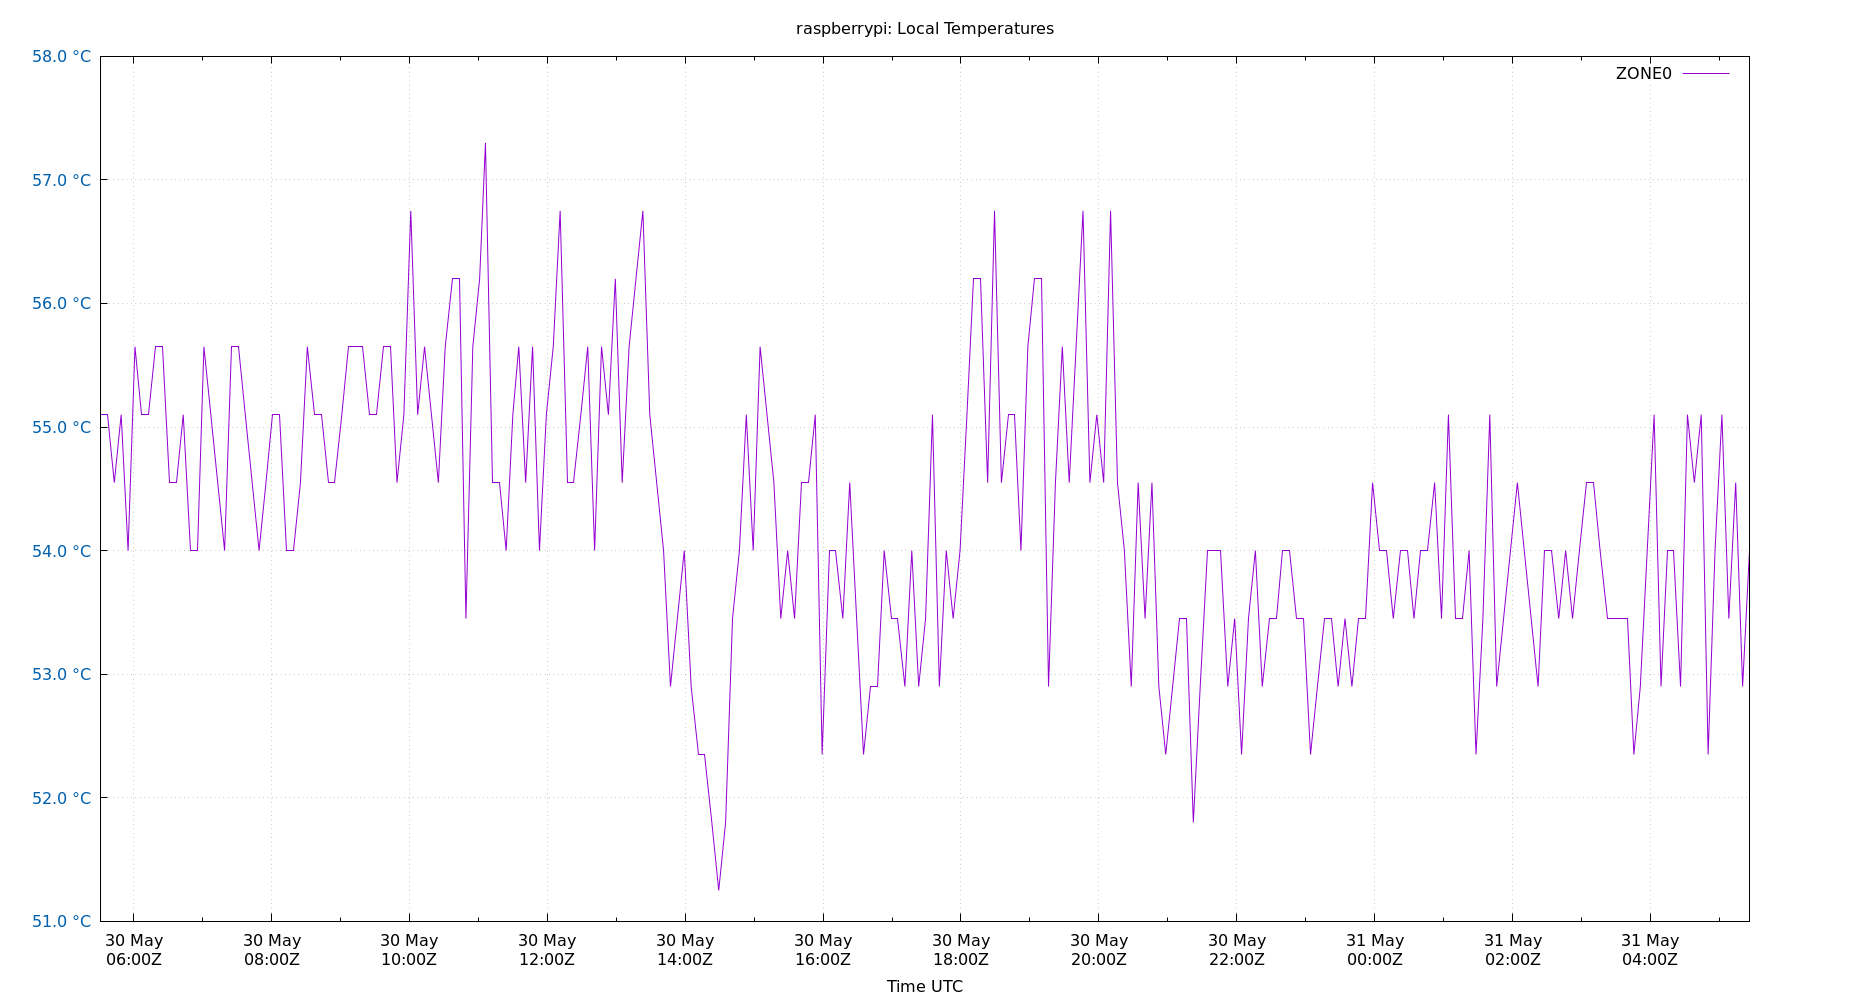 raspberrypi: Local Temperatures
58.0 °C
ZONE0
57.0 °C
56.0 °C
55.0 °C
54.0 °C
53.0 °C
52.0 °C
51.0 °C
30 May 30 May 30 May 30 May 30 May 30 May 30 May 30 May 30 May 31 May 31 May 31 May
06:00Z 08:00Z 10:00Z 12:00Z 14:00Z 16:00Z 18:00Z 20:00Z 22:00Z 00:00Z 02:00Z 04:00Z
Time UTC